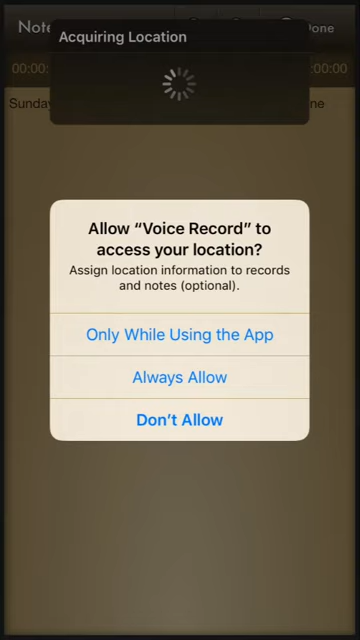 Note
Done
Acquiring Location
00:00:
:00:00
Sunday
Allow “Voice Record” to
access your location?
Assign location information to records
and notes (optional).
Only While Using the App
Always Allow
Don’t Allow